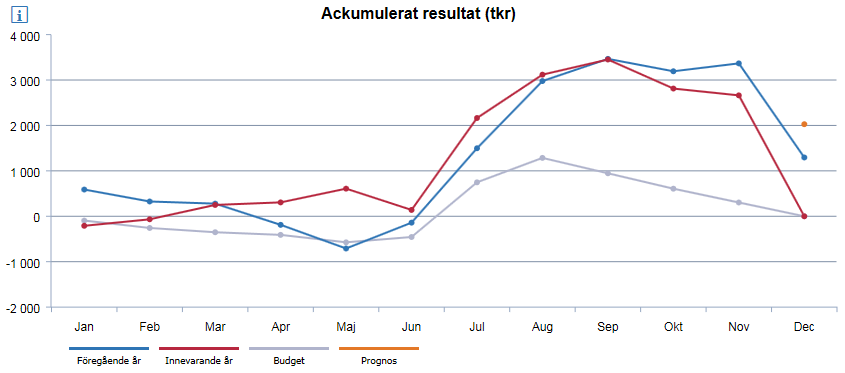 i
Ackumulerat resultat (tkr)
4 000
3 000
2 000
1 000
0
-1 000
-2 000
Jan Feb Mar Apr Maj Jun Jul Aug Sep Okt Nov Dec
Föregående år Innevarande år Budget Prognos